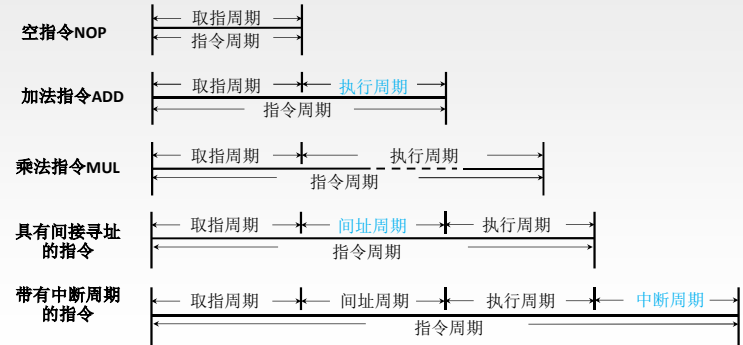 空指令NOP
取指周期
指令周期
加法指令ADD
取指周期 执行周期
指令周期
乘法指令MUL
取指周期 执行周期
指令周期
具有间接寻址
的指令
取指周期 间址周期 执行周期
指令周期
带有中断周期
的指令
取指周期 间址周期 执行周期 中断周期
指令周期